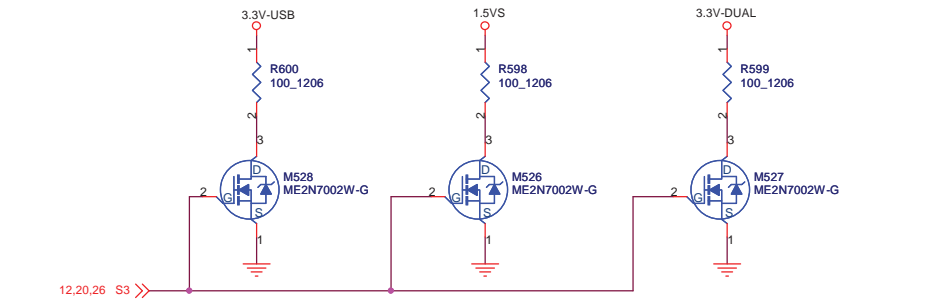 3.3V-USB
1
R600
100_1206
2
3
D
M528
ME2N7002W-G
2
G
S
1
1.5VS
1
R598
100_1206
2
3
D
M526
ME2N7002W-G
2
G
S
1
3.3V-DUAL
1
R599
100_1206
2
3
D
M527
ME2N7002W-G
2
G
S
1
12,20,26 S3